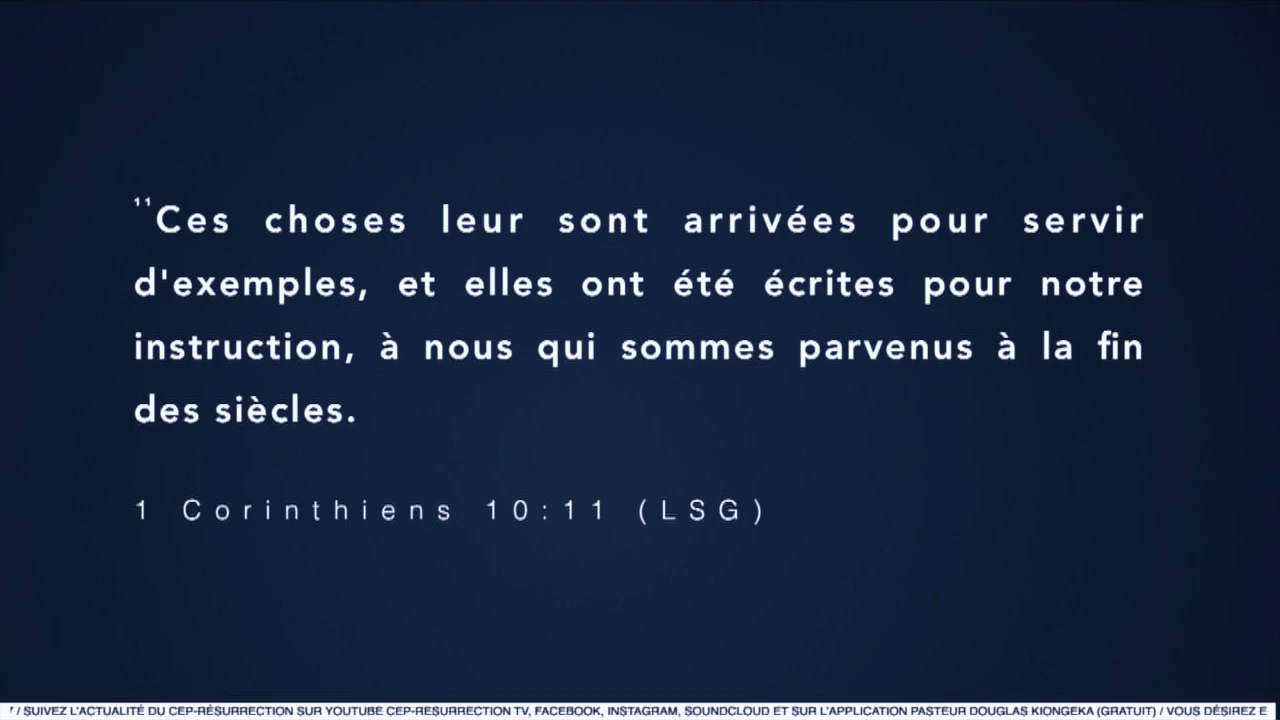 ¹¹Ces choses leur sont arrivées pour servir
d'exemples, et elles ont été écrites pour notre
instruction, à nous qui sommes parvenus à la fin
des siècles.
1 Corinthiens 10:11 (LSG)
/ SUIVEZ L'ACTUALITÉ DU CEP-RÉSURRECTION SUR YOUTUBE CEP-RESURRECTION TV, FACEBOOK, INSTAGRAM, SOUNDCLOUD ET SUR L'APPLICATION PASTEUR DOUGLAS KIONGEKA (GRATUIT) / VOUS DÉSIREZ E